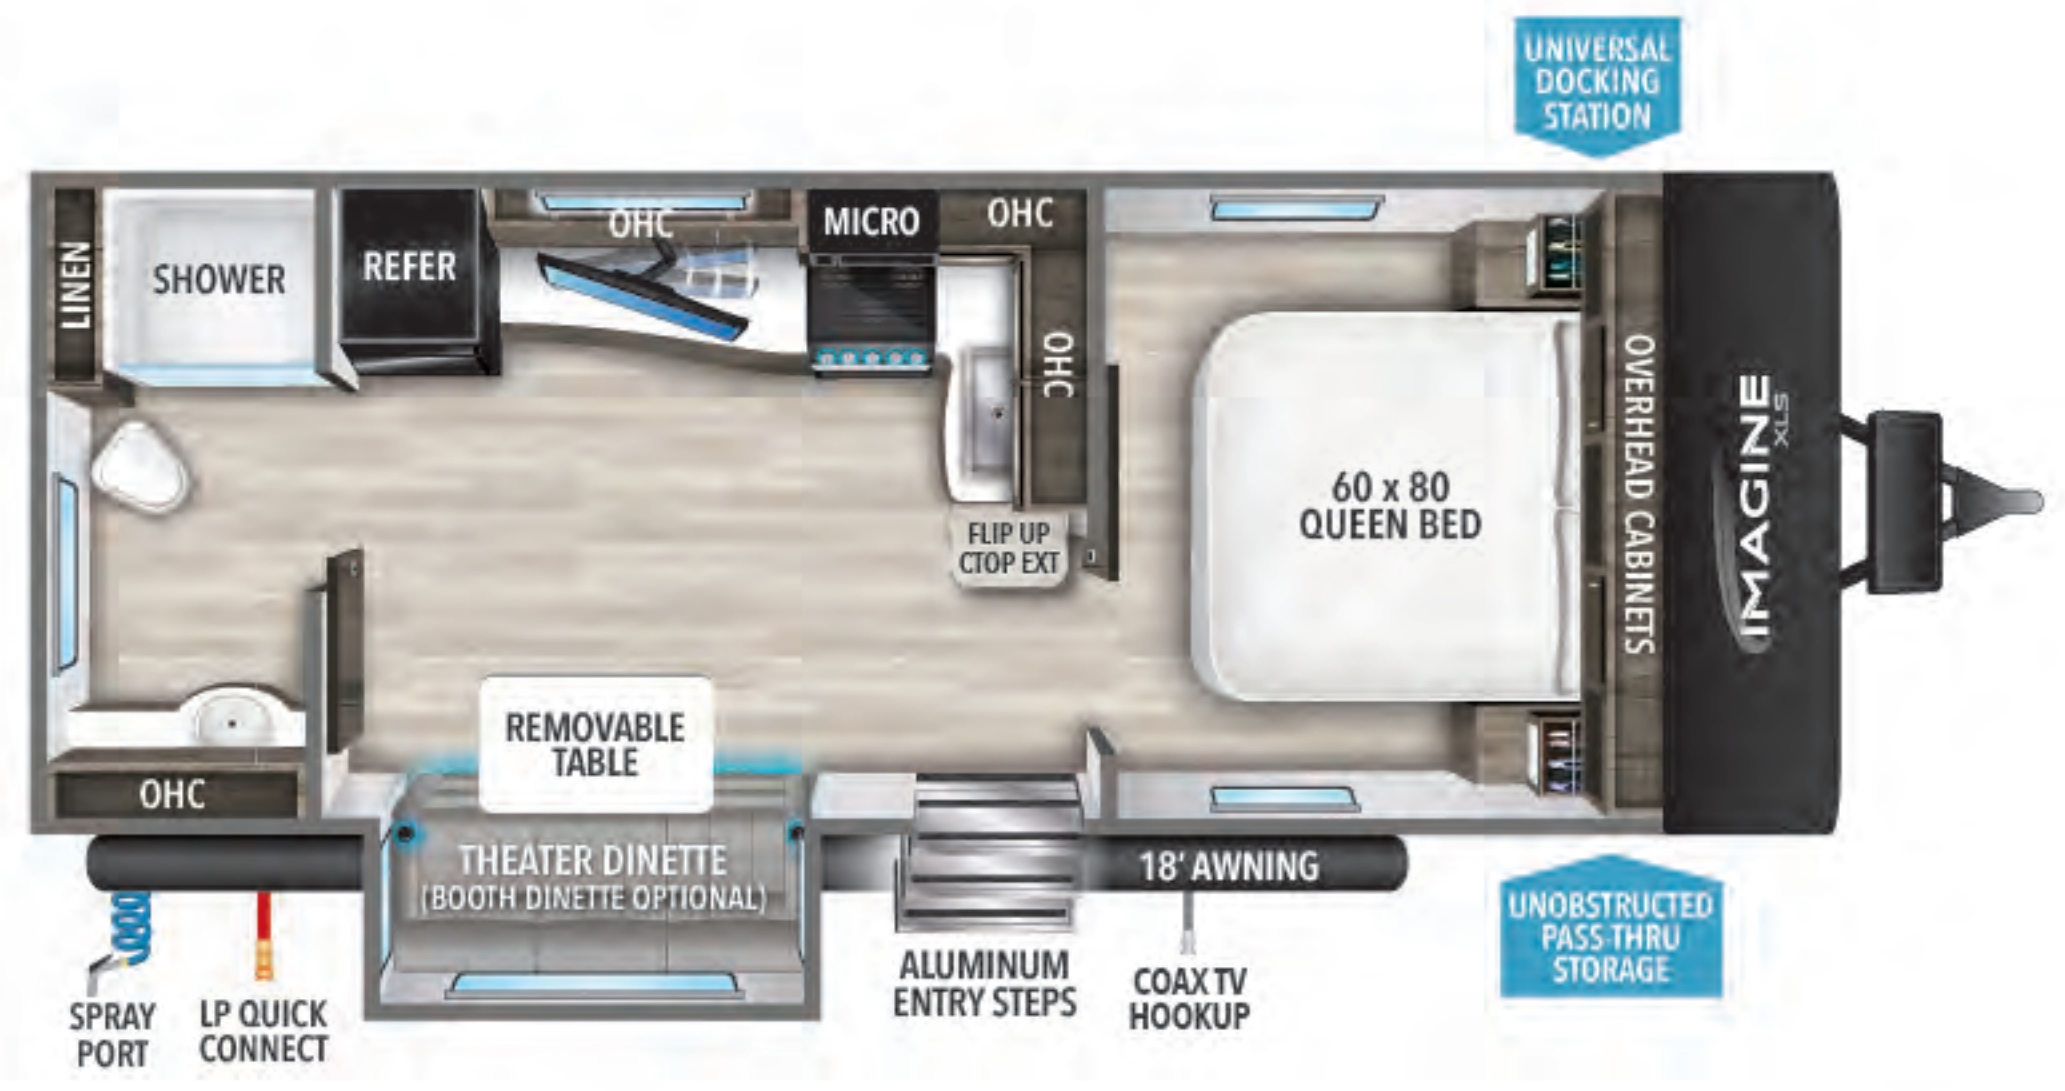 UNIVERSAL
DOCKING
STATION
LINEN
SHOWER
REFER
OHC
MICRO
OHC
OHC
OVERHEAD CABINETS
IMAGINE
XLS
60 x 80
QUEEN BED
FLIP UP
CTOP EXT
REMOVABLE
TABLE
OHC
THEATER DINETTE
(BOOTH DINETTE OPTIONAL)
18' AWNING
UNOBSTRUCTED
PASS-THRU
STORAGE
ALUMINUM
ENTRY STEPS
COAX TV
HOOKUP
SPRAY
PORT
LP QUICK
CONNECT